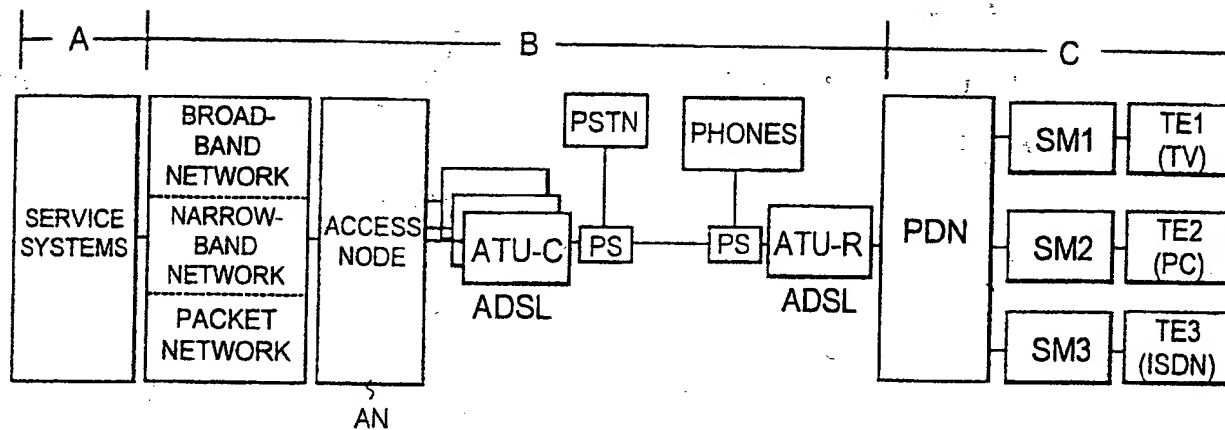 A
B
C
SERVICE
SYSTEMS
BROAD-
BAND
NETWORK
NARROW-
BAND
NETWORK
PACKET
NETWORK
ACCESS
NODE
AN
ATU-C
ADSL
PSTN
PS
PHONES
PS
ATU-R
ADSL
PDN
SM1
TE1
(TV)
SM2
TE2
(PC)
SM3
TE3
(ISDN)